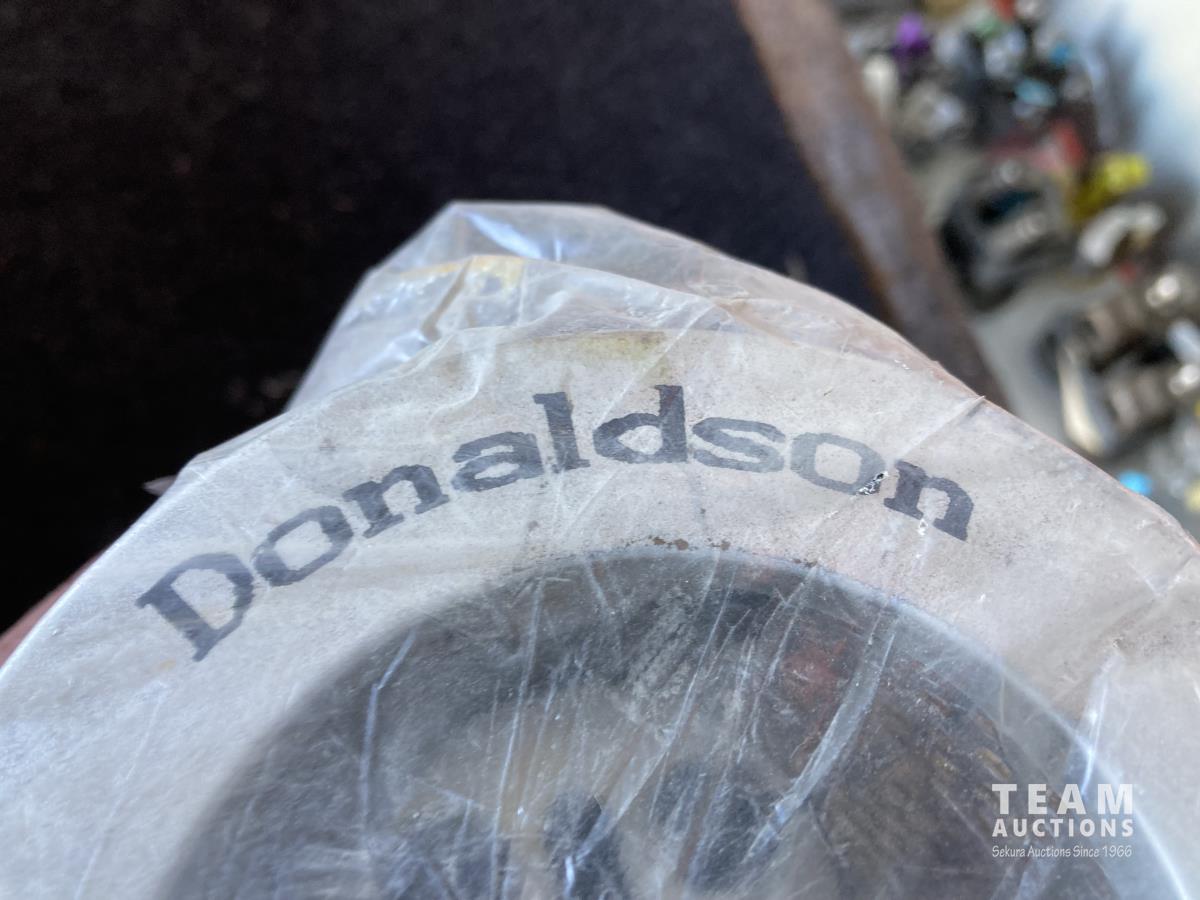 Donaldson
TEAM
AUCTIONS
Sekura Auctions Since 1966